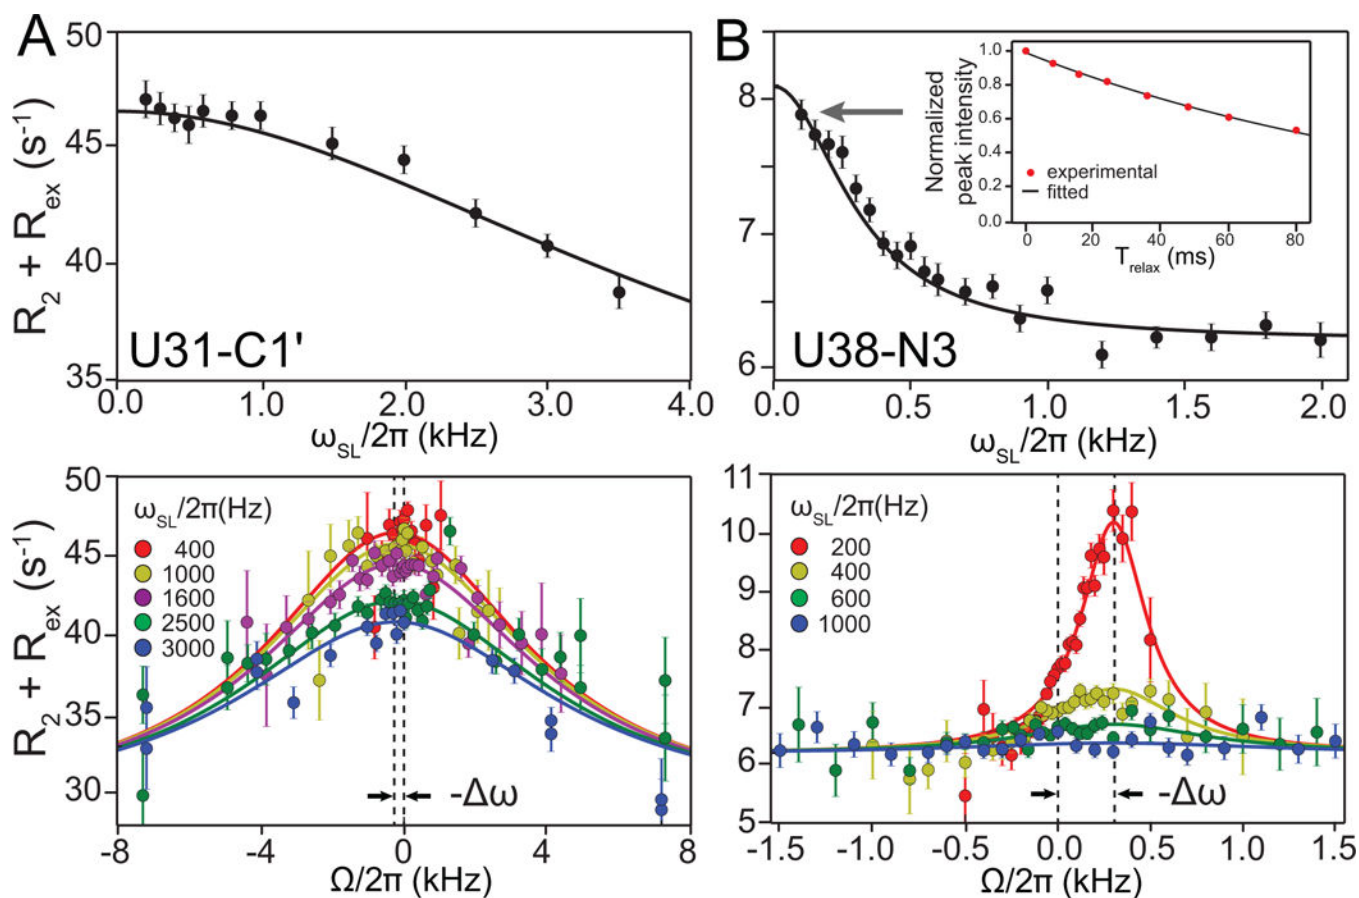 A
50
45
40
35
R2 + Rex (s-1)
U31-C1'
0.0 1.0 2.0 3.0 4.0
ωSL/2π (kHz)
B
8
7
6
U38-N3
0.0 0.5 1.0 1.5 2.0
ωSL/2π (kHz)
Normalized
peak intensity
1.0
0.8
0.6
0.4
0.2
0.0
experimental
fitted
0 20 40 60 80
Trelax (ms)
50
45
40
35
30
R2 + Rex (s-1)
ωSL/2π(Hz)
400
1000
1600
2500
3000
-Δω
-8 -4 0 4 8
Ω/2π (kHz)
11
10
9
8
7
6
5
ωSL/2π(Hz)
200
400
600
1000
-Δω
-1.5 -1.0 -0.5 0.0 0.5 1.0 1.5
Ω/2π (kHz)